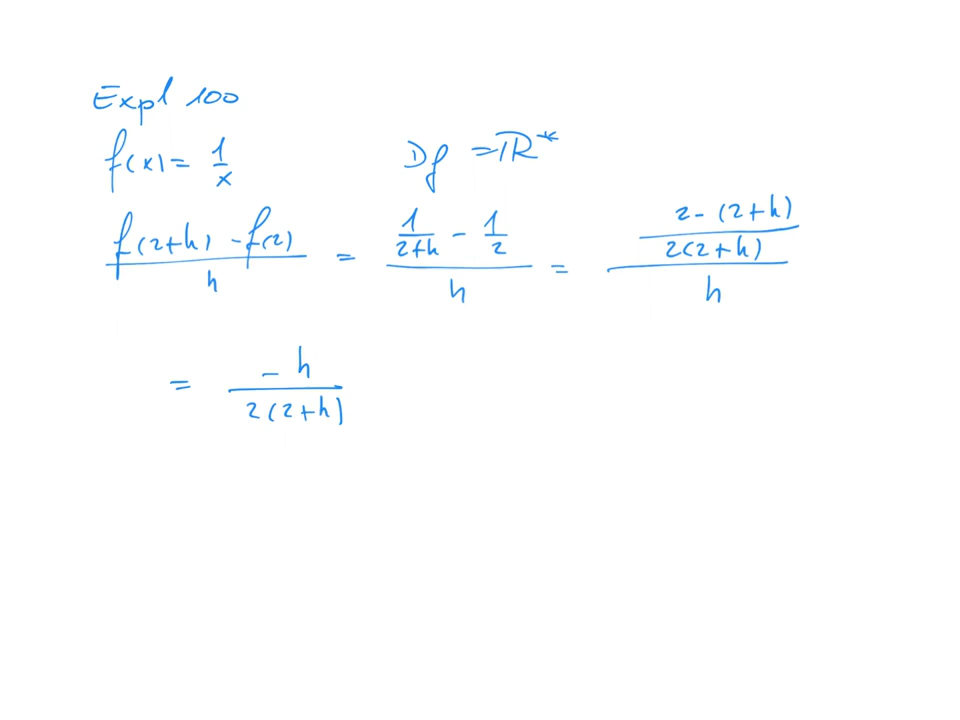 Expl 100
f(x) = 1/x    Df = ℝ*
(f(2+h) - f(2))/h = (1/(2+h) - 1/2)/h = ((2-(2+h))/(2(2+h)))/h
= -h/(2(2+h))